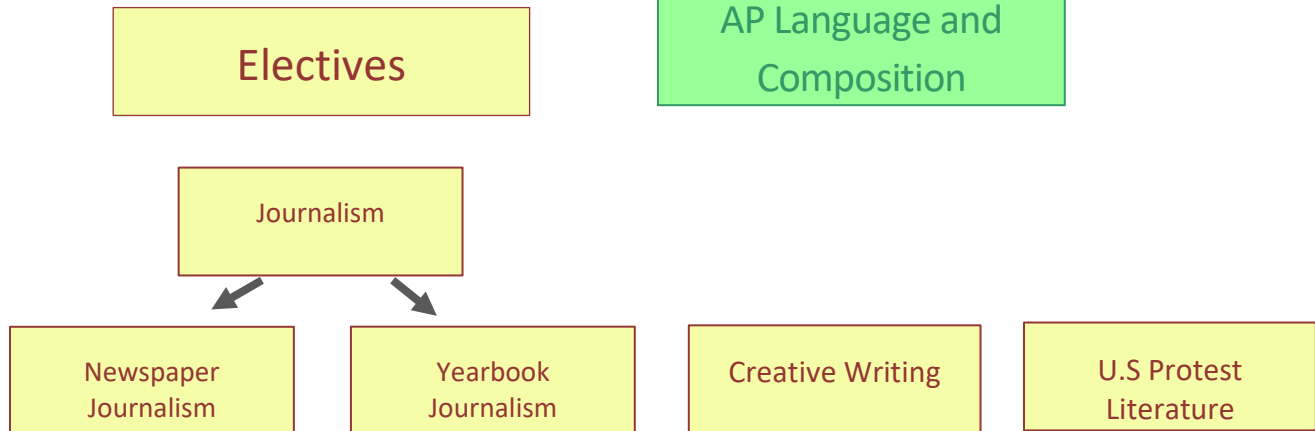 Electives
AP Language and
Composition
Journalism
Newspaper
Journalism
Yearbook
Journalism
Creative Writing
U.S Protest
Literature